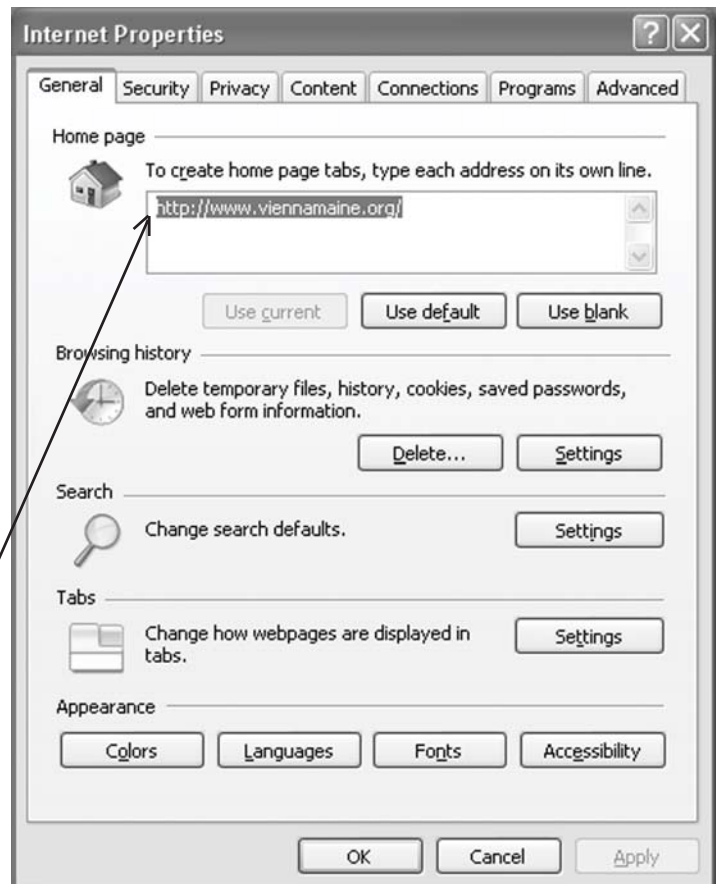 Internet Properties
General Security Privacy Content Connections Programs Advanced
Home page
To create home page tabs, type each address on its own line.
http://www.viennamaine.org/
Use current Use default Use blank
Browsing history
Delete temporary files, history, cookies, saved passwords,
and web form information.
Delete... Settings
Search
Change search defaults. Settings
Tabs
Change how webpages are displayed in Settings
tabs.
Appearance
Colors Languages Fonts Accessibility
OK Cancel Apply